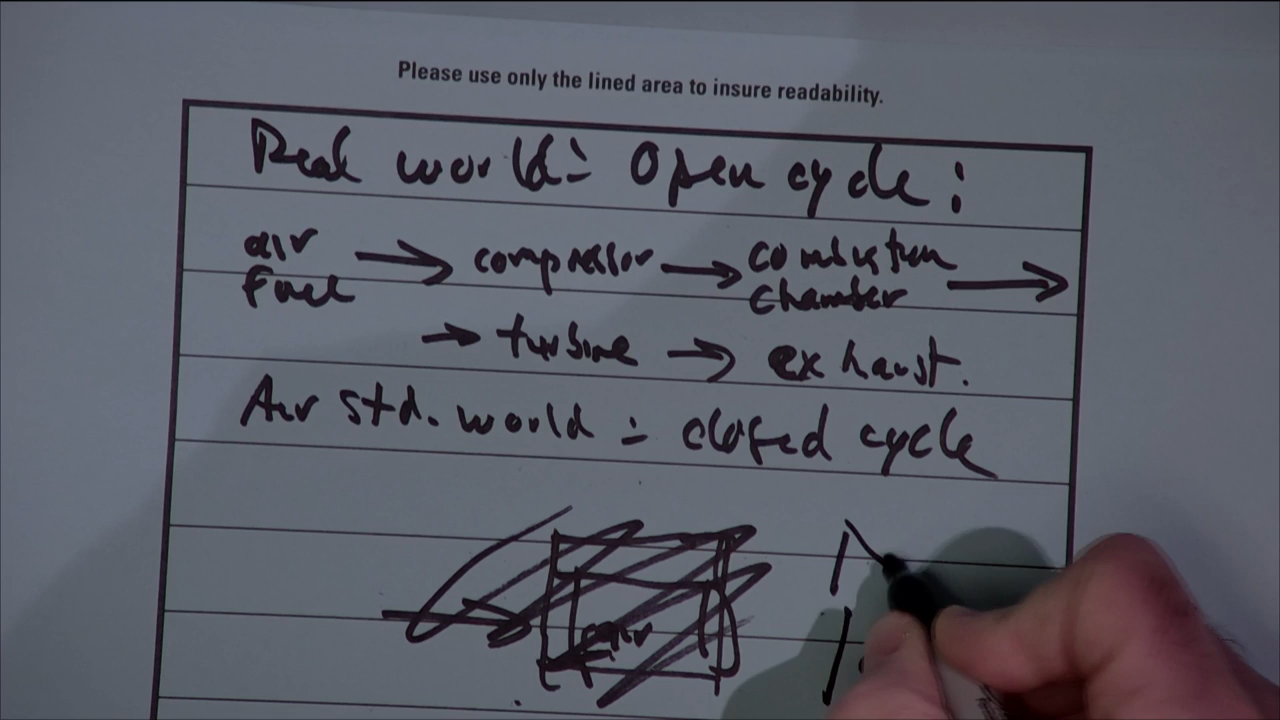 Please use only the lined area to insure readability.
Real world = Open cycle :
air → compressor → combustion →
fuel chamber
→ turbine → exhaust.
Air std. world = closed cycle
air